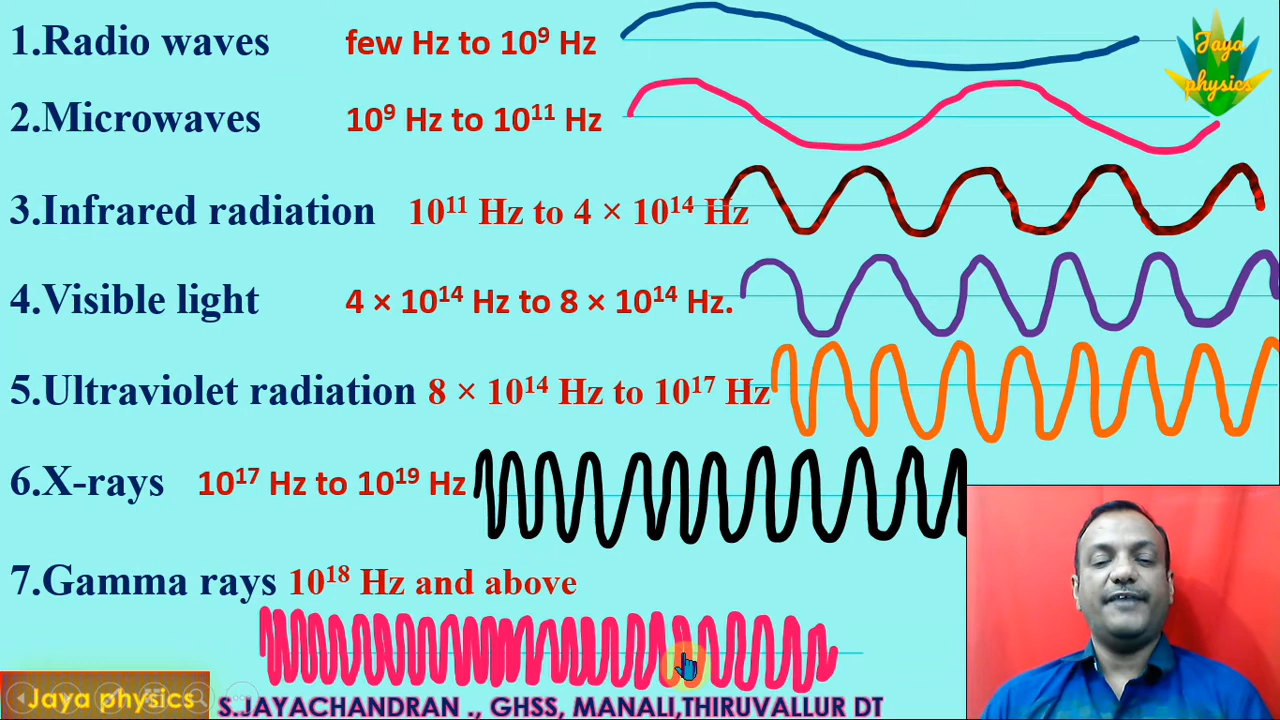 1.Radio waves few Hz to 10⁹ Hz
Jaya physics
2.Microwaves 10⁹ Hz to 10¹¹ Hz
3.Infrared radiation 10¹¹ Hz to 4 × 10¹⁴ Hz
4.Visible light 4 × 10¹⁴ Hz to 8 × 10¹⁴ Hz.
5.Ultraviolet radiation 8 × 10¹⁴ Hz to 10¹⁷ Hz
6.X-rays 10¹⁷ Hz to 10¹⁹ Hz
7.Gamma rays 10¹⁸ Hz and above
Jaya physics
S.JAYACHANDRAN ., GHSS, MANALI,THIRUVALLUR DT